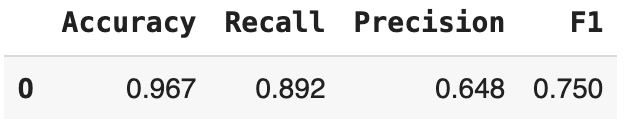 Accuracy Recall Precision F1
0 0.967 0.892 0.648 0.750